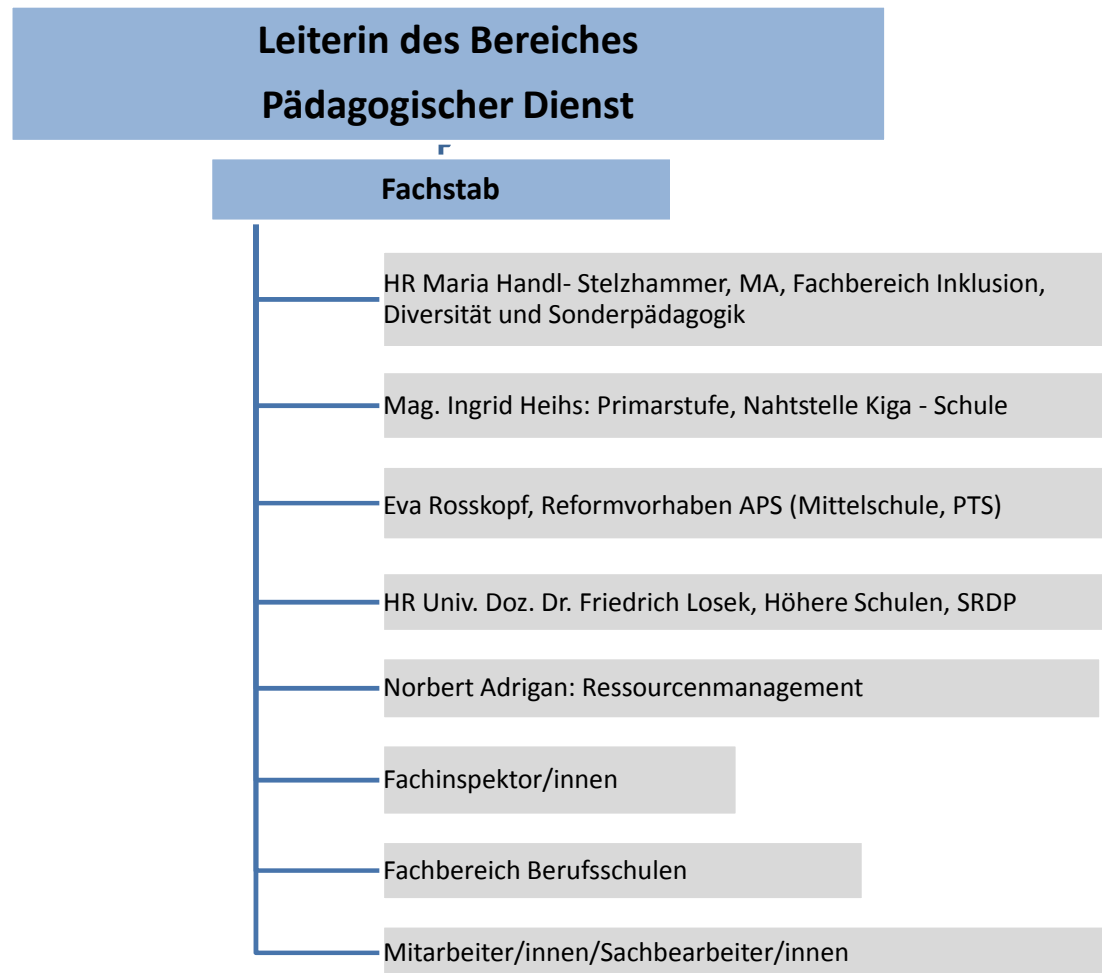 Leiterin des Bereiches
Pädagogischer Dienst
Fachstab
HR Maria Handl- Stelzhammer, MA, Fachbereich Inklusion,
Diversität und Sonderpädagogik
Mag. Ingrid Heihs: Primarstufe, Nahtstelle Kiga - Schule
Eva Rosskopf, Reformvorhaben APS (Mittelschule, PTS)
HR Univ. Doz. Dr. Friedrich Losek, Höhere Schulen, SRDP
Norbert Adrigan: Ressourcenmanagement
Fachinspektor/innen
Fachbereich Berufsschulen
Mitarbeiter/innen/Sachbearbeiter/innen